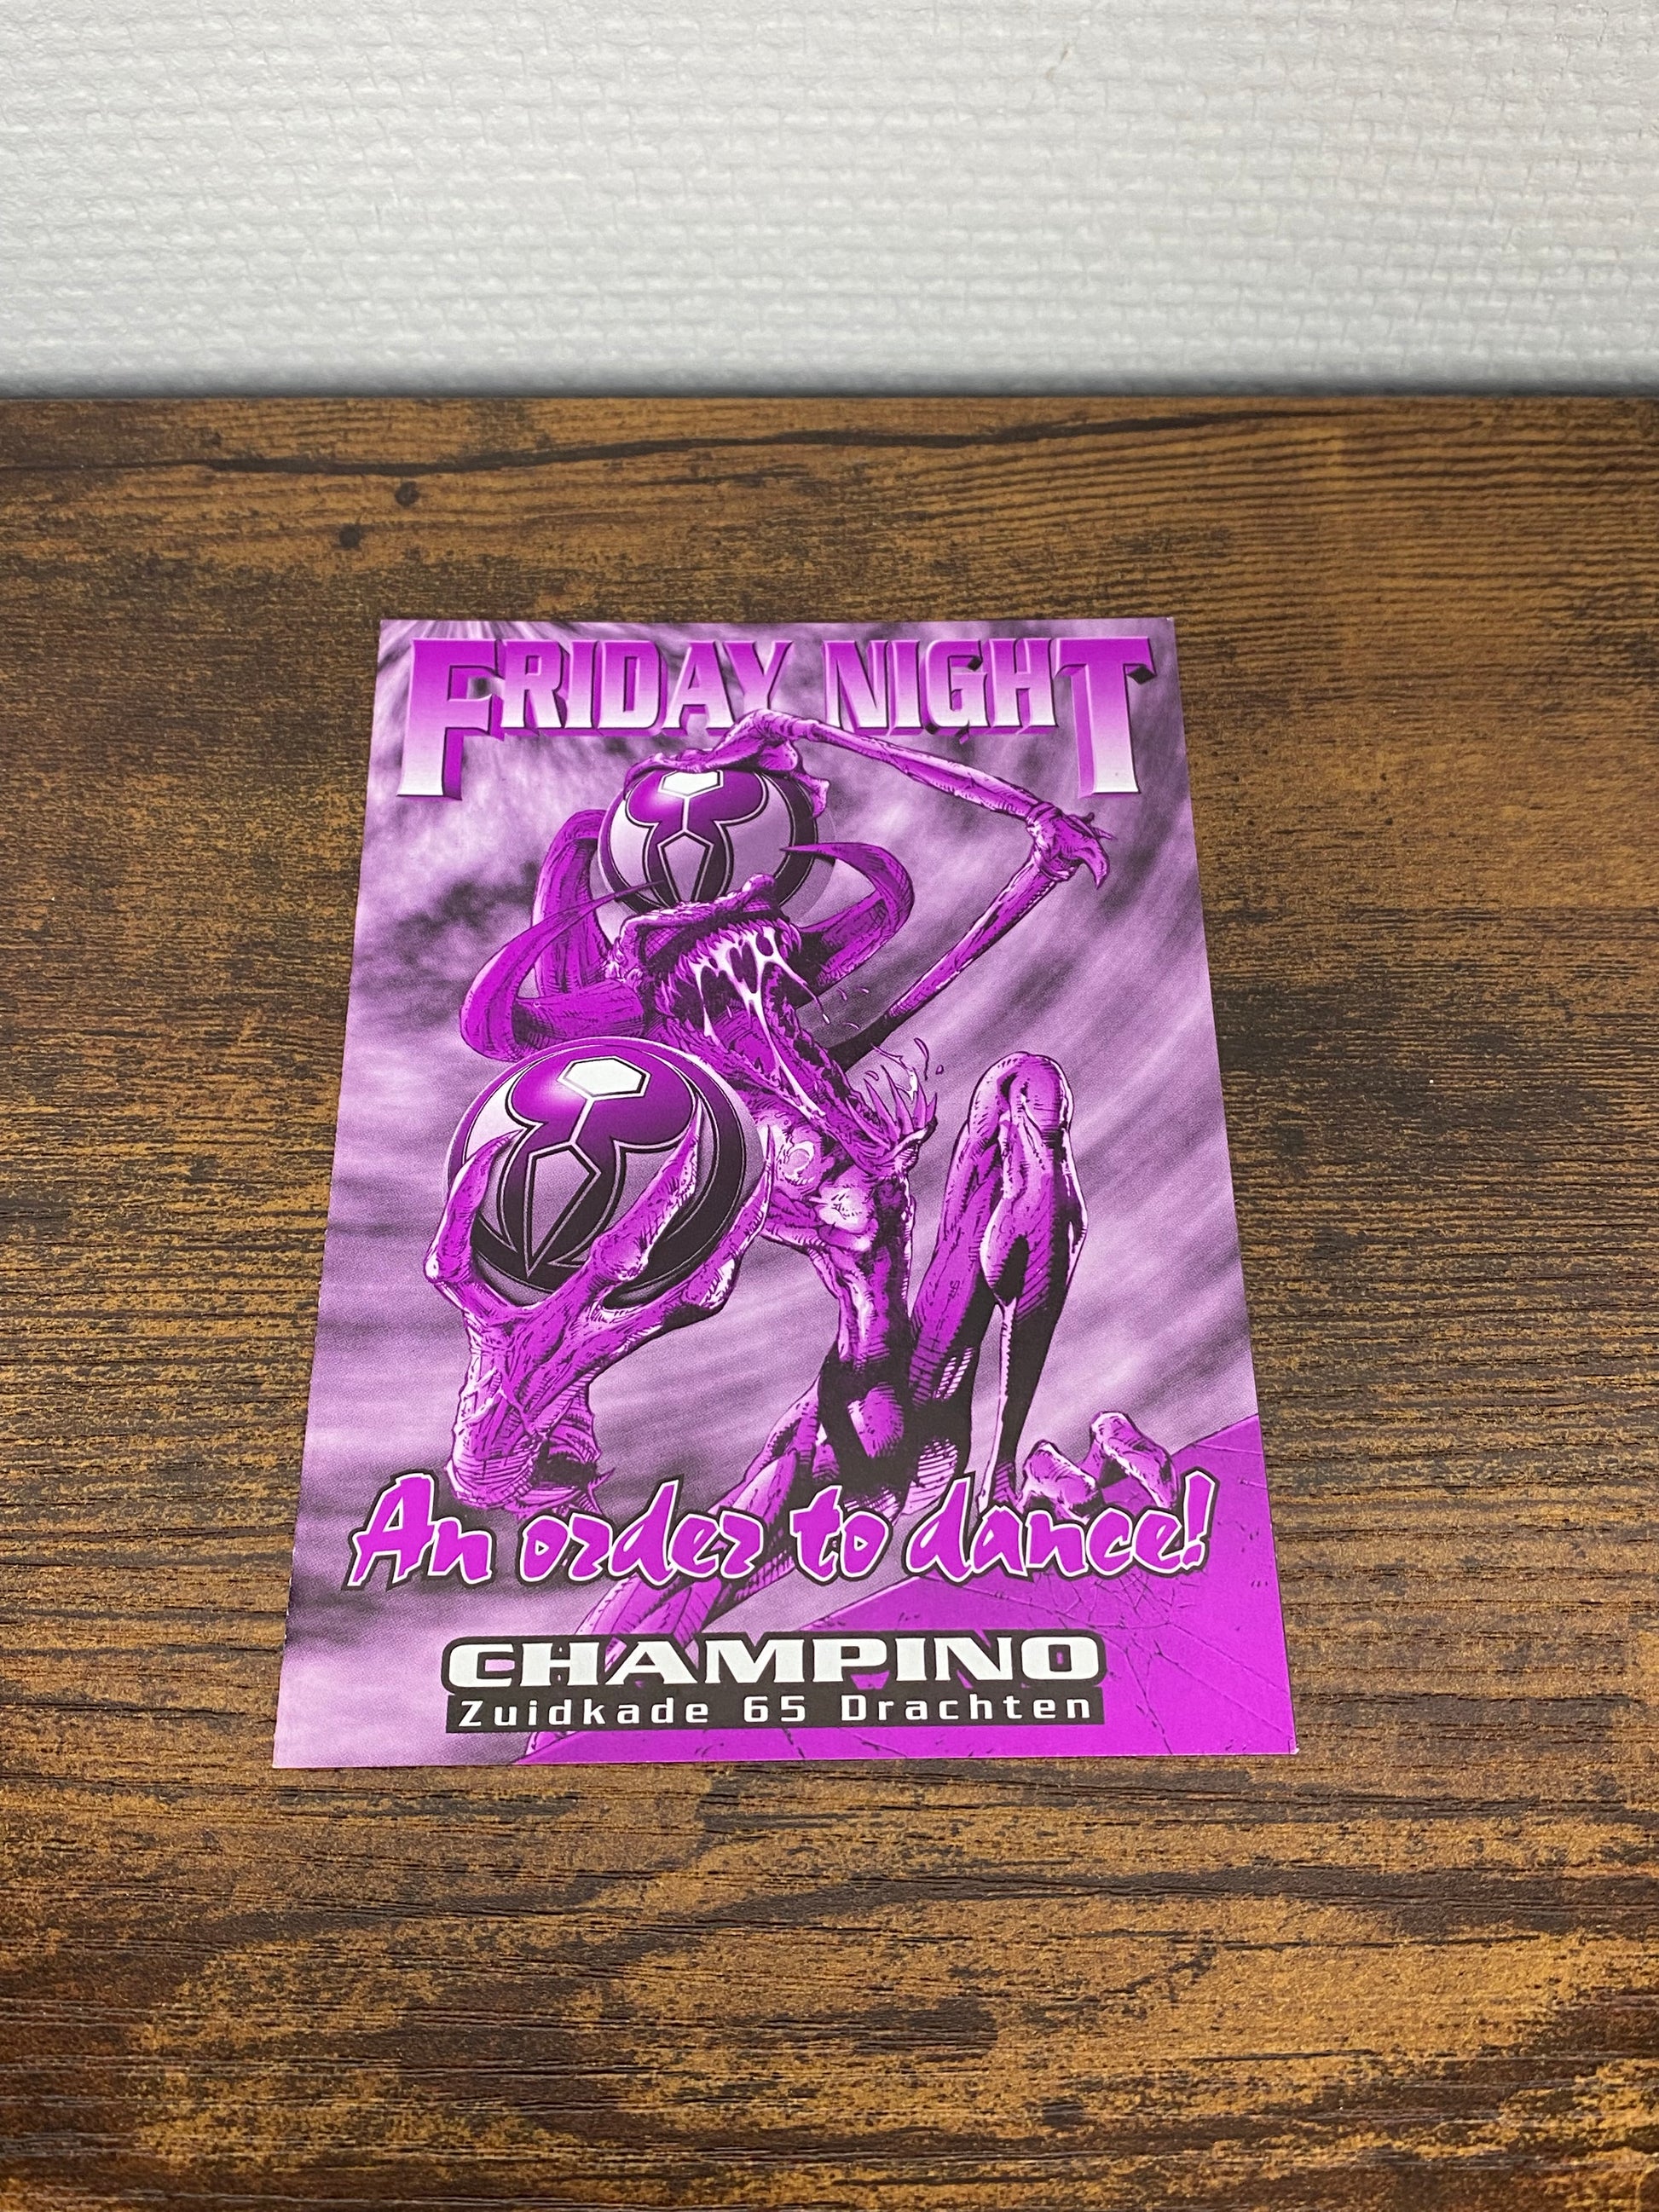 FRIDAY NIGHT
An order to dance!
CHAMPINO
Zuidkade 65 Drachten